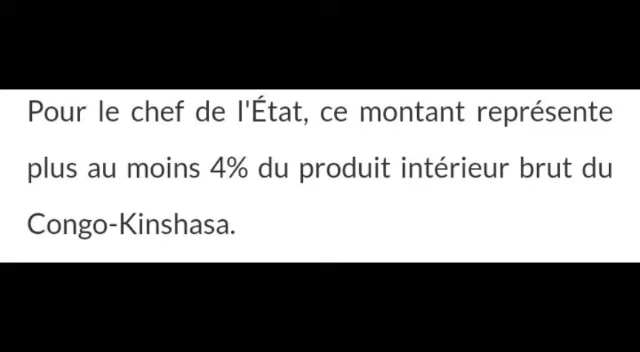 Pour le chef de l'État, ce montant représente
plus au moins 4% du produit intérieur brut du
Congo-Kinshasa.